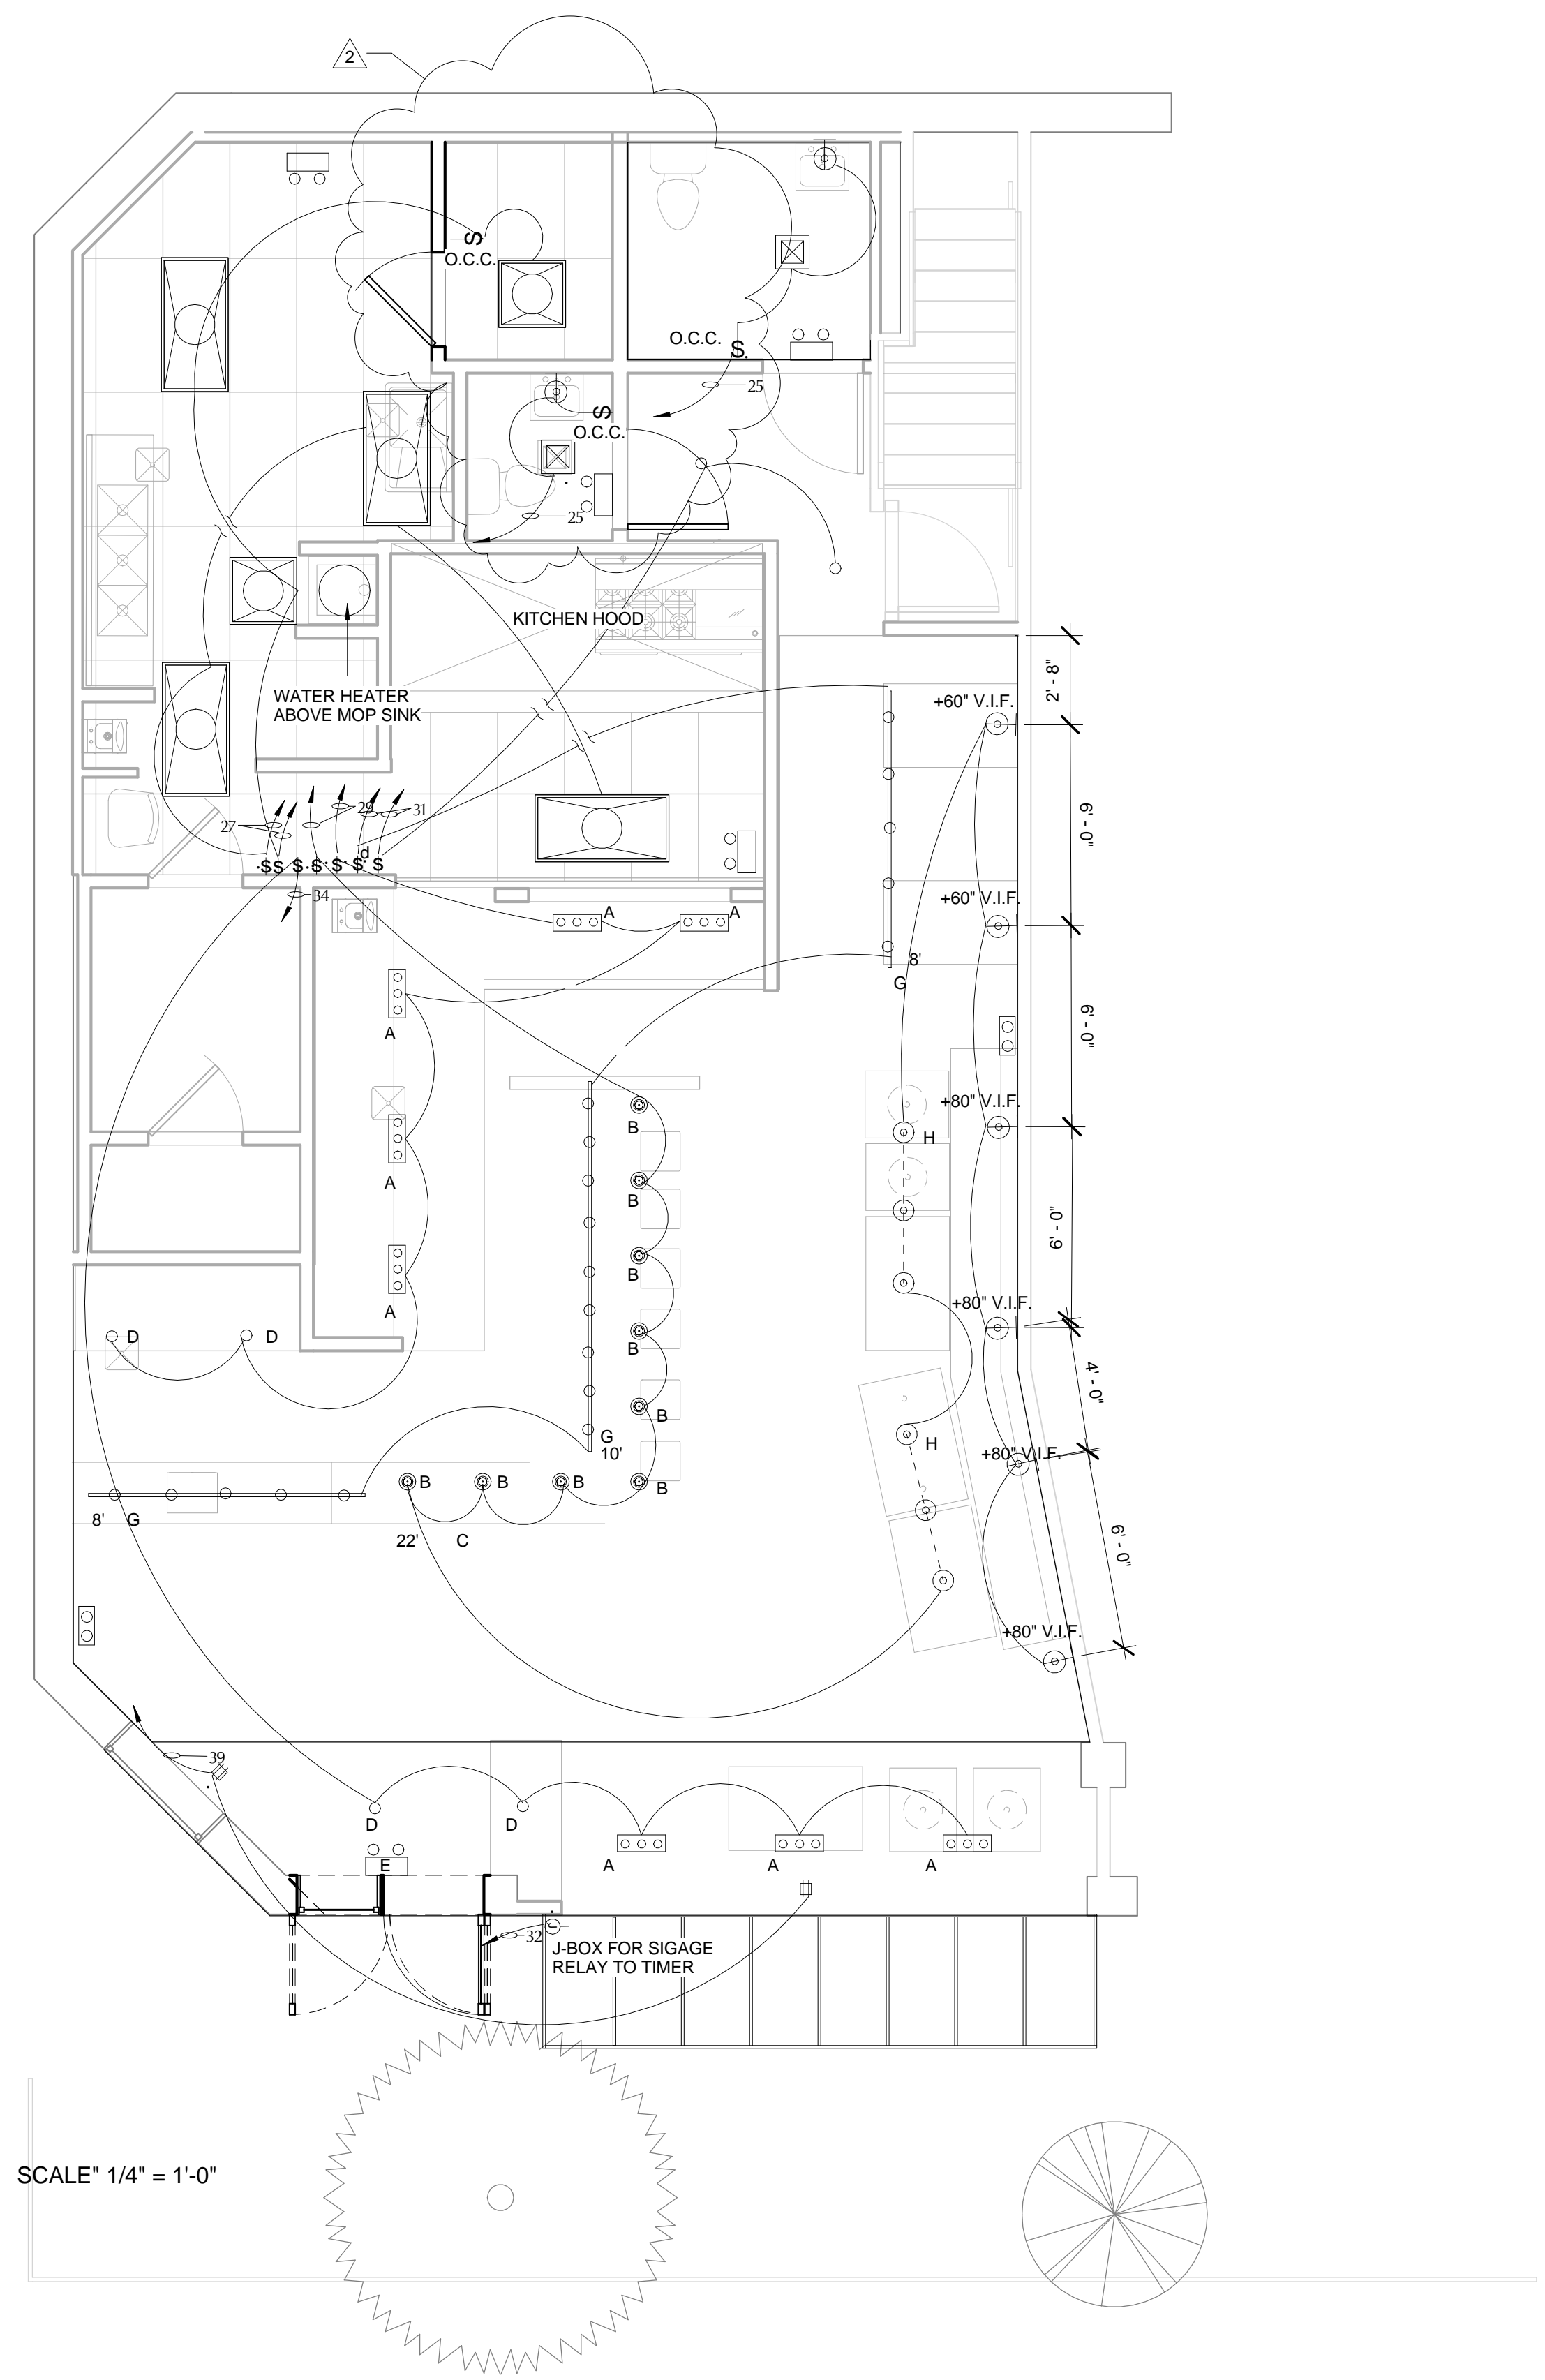 2
$
O.C.C.
O.C.C.
$.
25
$
O.C.C.
25
KITCHEN HOOD
WATER HEATER
ABOVE MOP SINK
2' - 8"
+60" V.I.F.
6' - 0"
27
29
31
d
$ $ $ $ $ $ $
34
A
A
+60" V.I.F.
8'
G
A
6' - 0"
+80" V.I.F.
B
H
A
B
6' - 0"
B
A
+80" V.I.F.
D
D
B
4' - 0"
B
G
10'
H
+80" V.I.F.
B
B
B
B
8'
G
22'
C
6' - 0"
+80" V.I.F.
39
D
D
E
A
A
A
32
J
J-BOX FOR SIGAGE
RELAY TO TIMER
SCALE" 1/4" = 1'-0"